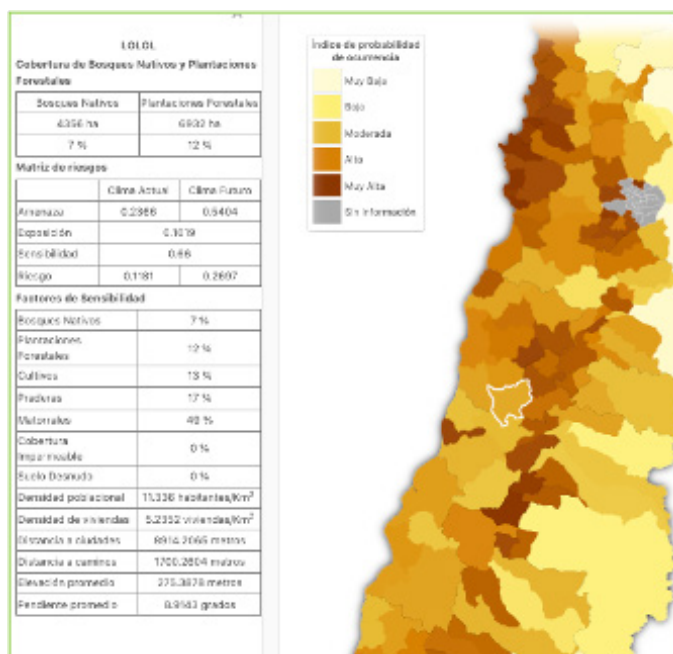 LOLOL
Cobertura de Bosques Nativos y Plantaciones
Forestales
Bosques Nativos Plantaciones Forestales
4356 ha 6932 ha
7 % 12 %
Matriz de riesgos
Clima Actual Clima Futuro
Amenaza 0.2366 0.5404
Exposición 0.1019
Sensibilidad 0.66
Riesgo 0.1181 0.2697
Factores de Sensibilidad
Bosques Nativos 7 %
Plantaciones
Forestales 12 %
Cultivos 13 %
Praderas 17 %
Matorrales 49 %
Cobertura
Impermeable 0 %
Suelo Desnudo 0 %
Densidad poblacional 11.336 habitantes/Km²
Densidad de viviendas 5.2352 viviendas/Km²
Distancia a ciudades 8914.2065 metros
Distancia a caminos 1700.2604 metros
Elevación promedio 275.3878 metros
Pendiente promedio 8.9143 grados
Índice de probabilidad
de ocurrencia
Muy Baja
Baja
Moderada
Alta
Muy Alta
Sin información